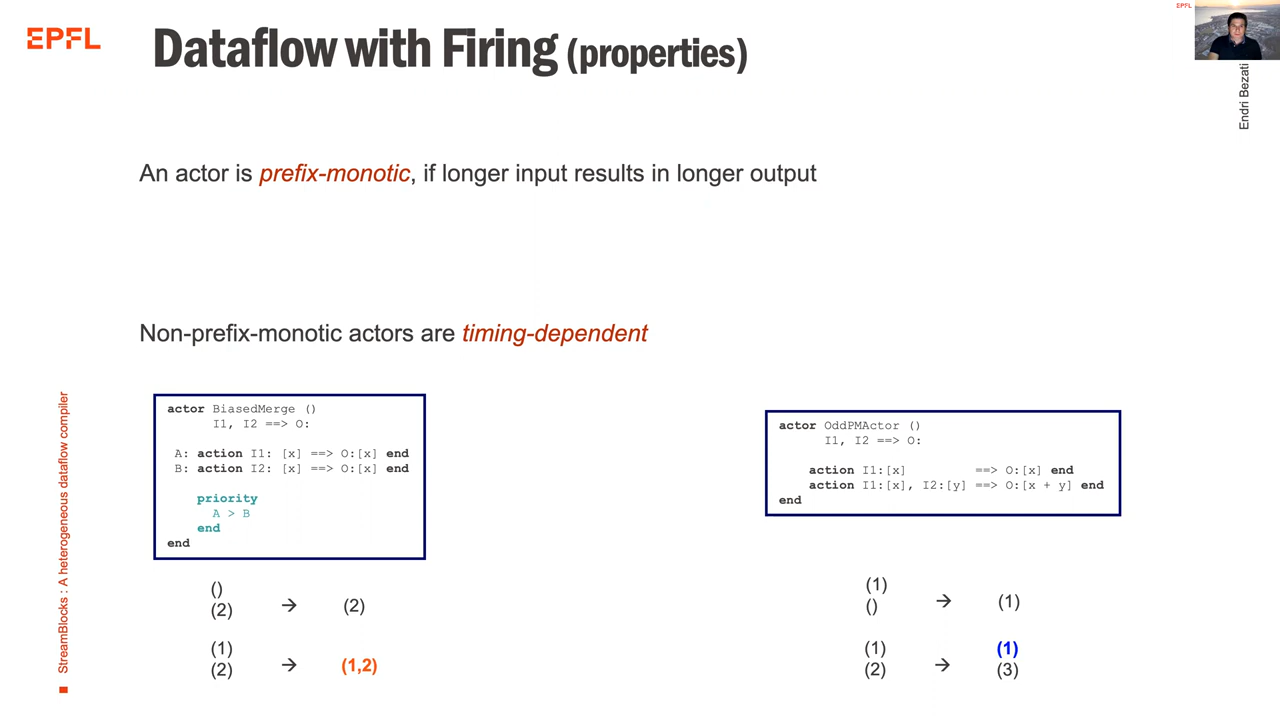 EPFL
Dataflow with Firing (properties)
EPFL
Endri Bezati
An actor is prefix-monotic, if longer input results in longer output
Non-prefix-monotic actors are timing-dependent
StreamBlocks : A heterogeneous dataflow compiler
actor BiasedMerge ()
I1, I2 ==> O:
A: action I1: [x] ==> O:[x] end
B: action I2: [x] ==> O:[x] end
priority
A > B
end
end
()
(2) → (2)
(1)
(2) → (1,2)
actor OddPMActor ()
I1, I2 ==> O:
action I1:[x] ==> O:[x] end
action I1:[x], I2:[y] ==> O:[x + y] end
end
(1)
() → (1)
(1) (1)
(2) → (3)